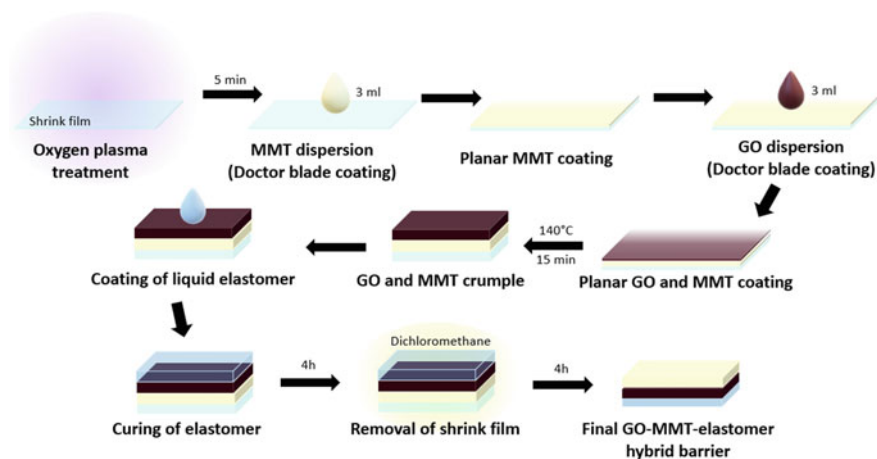 Shrink film
Oxygen plasma
treatment
5 min
3 ml
MMT dispersion
(Doctor blade coating)
Planar MMT coating
3 ml
GO dispersion
(Doctor blade coating)
Planar GO and MMT coating
140°C
15 min
GO and MMT crumple
Coating of liquid elastomer
Curing of elastomer
4h
Dichloromethane
Removal of shrink film
4h
Final GO-MMT-elastomer
hybrid barrier